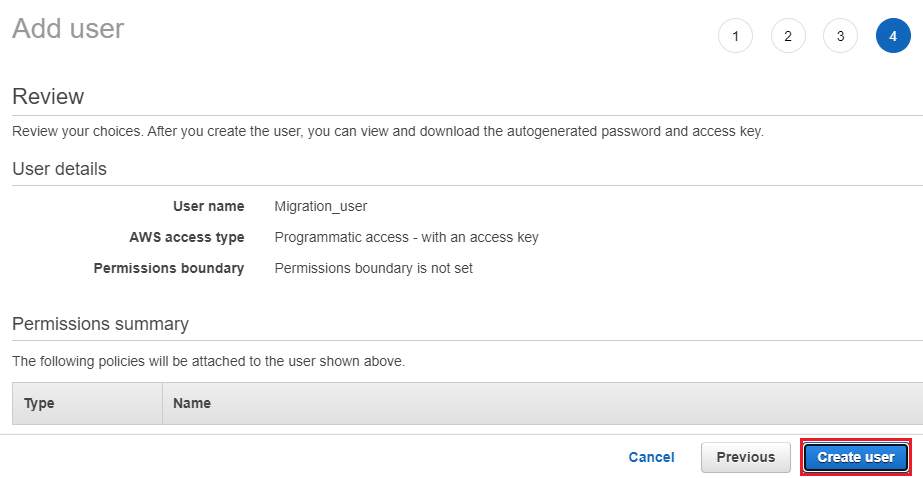 Add user
1 2 3 4
Review
Review your choices. After you create the user, you can view and download the autogenerated password and access key.
User details
User name Migration_user
AWS access type Programmatic access - with an access key
Permissions boundary Permissions boundary is not set
Permissions summary
The following policies will be attached to the user shown above.
Type Name
Cancel Previous Create user